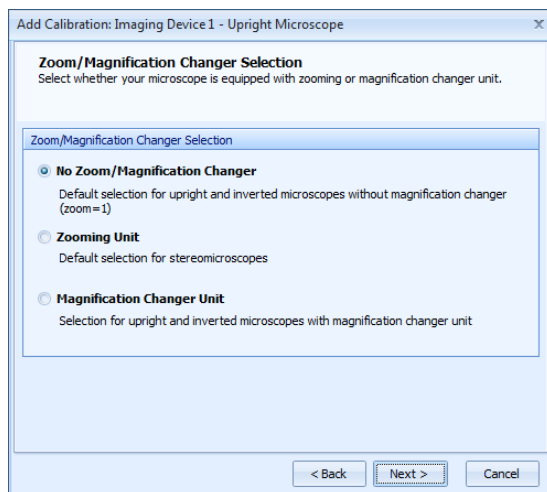 Add Calibration: Imaging Device 1 - Upright Microscope
Zoom/Magnification Changer Selection
Select whether your microscope is equipped with zooming or magnification changer unit.
Zoom/Magnification Changer Selection
No Zoom/Magnification Changer
Default selection for upright and inverted microscopes without magnification changer
(zoom=1)
Zooming Unit
Default selection for stereomicroscopes
Magnification Changer Unit
Selection for upright and inverted microscopes with magnification changer unit
< Back Next > Cancel